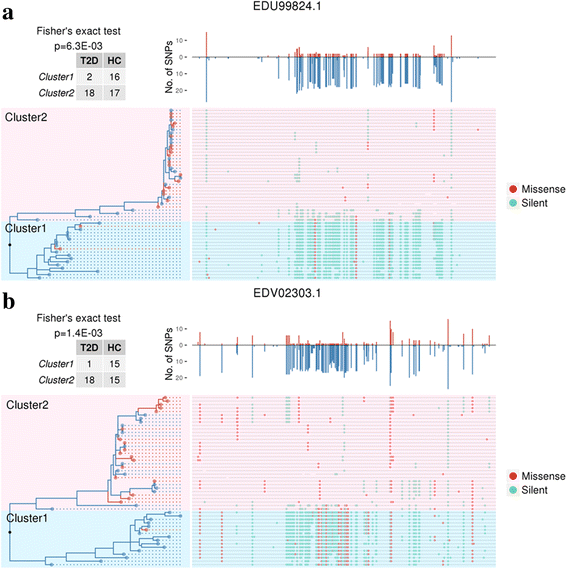 a
EDU99824.1
Fisher's exact test
p=6.3E-03
T2D HC
Cluster1 2 16
Cluster2 18 17
No. of SNPs
10
0
10
20
Cluster2
Cluster1
Missense
Silent
b
EDV02303.1
Fisher's exact test
p=1.4E-03
T2D HC
Cluster1 1 15
Cluster2 18 15
No. of SNPs
10
0
10
20
Cluster2
Cluster1
Missense
Silent